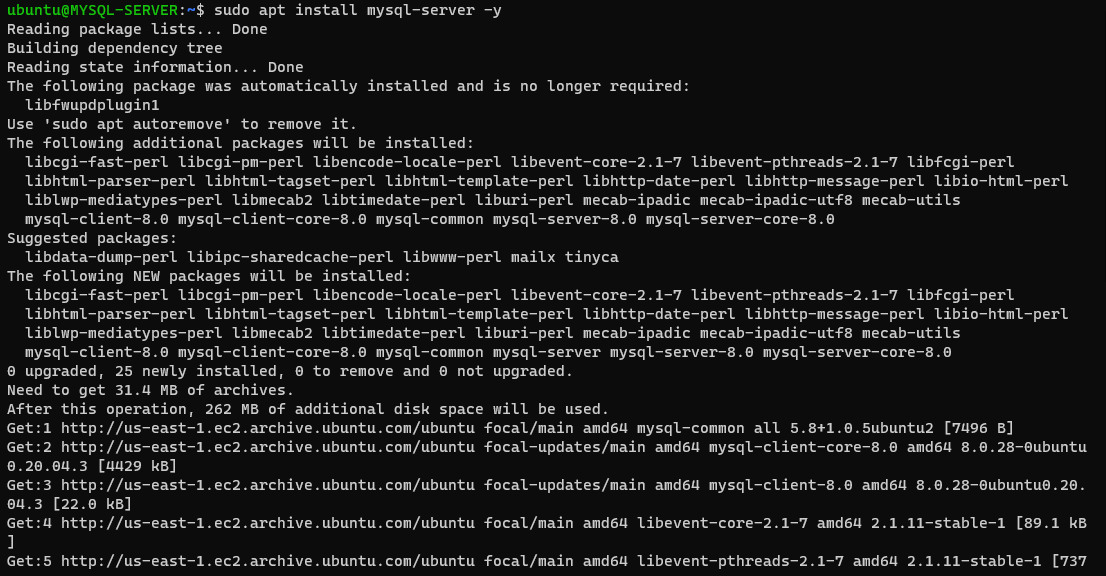 ubuntu@MYSQL-SERVER:~$ sudo apt install mysql-server -y
Reading package lists... Done
Building dependency tree
Reading state information... Done
The following package was automatically installed and is no longer required:
  libfwupdplugin1
Use 'sudo apt autoremove' to remove it.
The following additional packages will be installed:
  libcgi-fast-perl libcgi-pm-perl libencode-locale-perl libevent-core-2.1-7 libevent-pthreads-2.1-7 libfcgi-perl
  libhtml-parser-perl libhtml-tagset-perl libhtml-template-perl libhttp-date-perl libhttp-message-perl libio-html-perl
  liblwp-mediatypes-perl libmecab2 libtimedate-perl liburi-perl mecab-ipadic mecab-ipadic-utf8 mecab-utils
  mysql-client-8.0 mysql-client-core-8.0 mysql-common mysql-server-8.0 mysql-server-core-8.0
Suggested packages:
  libdata-dump-perl libipc-sharedcache-perl libwww-perl mailx tinyca
The following NEW packages will be installed:
  libcgi-fast-perl libcgi-pm-perl libencode-locale-perl libevent-core-2.1-7 libevent-pthreads-2.1-7 libfcgi-perl
  libhtml-parser-perl libhtml-tagset-perl libhtml-template-perl libhttp-date-perl libhttp-message-perl libio-html-perl
  liblwp-mediatypes-perl libmecab2 libtimedate-perl liburi-perl mecab-ipadic mecab-ipadic-utf8 mecab-utils
  mysql-client-8.0 mysql-client-core-8.0 mysql-common mysql-server mysql-server-8.0 mysql-server-core-8.0
0 upgraded, 25 newly installed, 0 to remove and 0 not upgraded.
Need to get 31.4 MB of archives.
After this operation, 262 MB of additional disk space will be used.
Get:1 http://us-east-1.ec2.archive.ubuntu.com/ubuntu focal/main amd64 mysql-common all 5.8+1.0.5ubuntu2 [7496 B]
Get:2 http://us-east-1.ec2.archive.ubuntu.com/ubuntu focal-updates/main amd64 mysql-client-core-8.0 amd64 8.0.28-0ubuntu
0.20.04.3 [4429 kB]
Get:3 http://us-east-1.ec2.archive.ubuntu.com/ubuntu focal-updates/main amd64 mysql-client-8.0 amd64 8.0.28-0ubuntu0.20.
04.3 [22.0 kB]
Get:4 http://us-east-1.ec2.archive.ubuntu.com/ubuntu focal/main amd64 libevent-core-2.1-7 amd64 2.1.11-stable-1 [89.1 kB
]
Get:5 http://us-east-1.ec2.archive.ubuntu.com/ubuntu focal/main amd64 libevent-pthreads-2.1-7 amd64 2.1.11-stable-1 [737